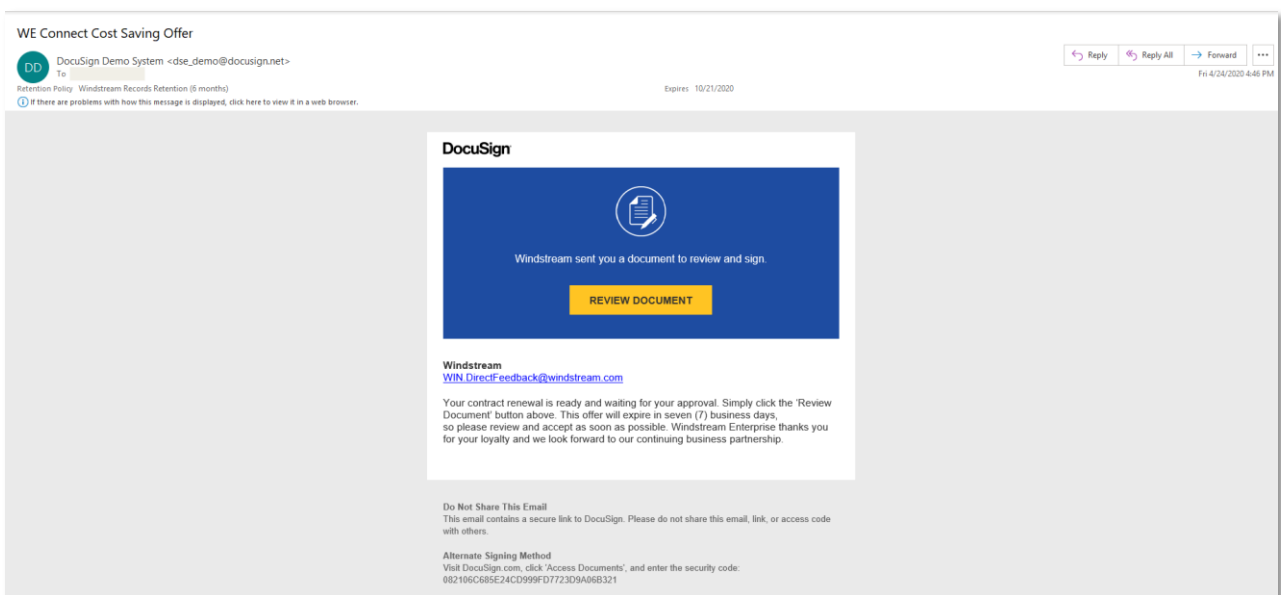 WE Connect Cost Saving Offer
DD
DocuSign Demo System <dse_demo@docusign.net>
To
Reply
Reply All
Forward
Fri 4/24/2020 4:46 PM
Retention Policy Windstream Records Retention (6 months)
Expires 10/21/2020
If there are problems with how this message is displayed, click here to view it in a web browser.
DocuSign
Windstream sent you a document to review and sign.
REVIEW DOCUMENT
Windstream
WIN.DirectFeedback@windstream.com
Your contract renewal is ready and waiting for your approval. Simply click the 'Review
Document' button above. This offer will expire in seven (7) business days,
so please review and accept as soon as possible. Windstream Enterprise thanks you
for your loyalty and we look forward to our continuing business partnership.
Do Not Share This Email
This email contains a secure link to DocuSign. Please do not share this email, link, or access code
with others.
Alternate Signing Method
Visit DocuSign.com, click 'Access Documents', and enter the security code:
082106C685E24CD999FD7723D9A06B321